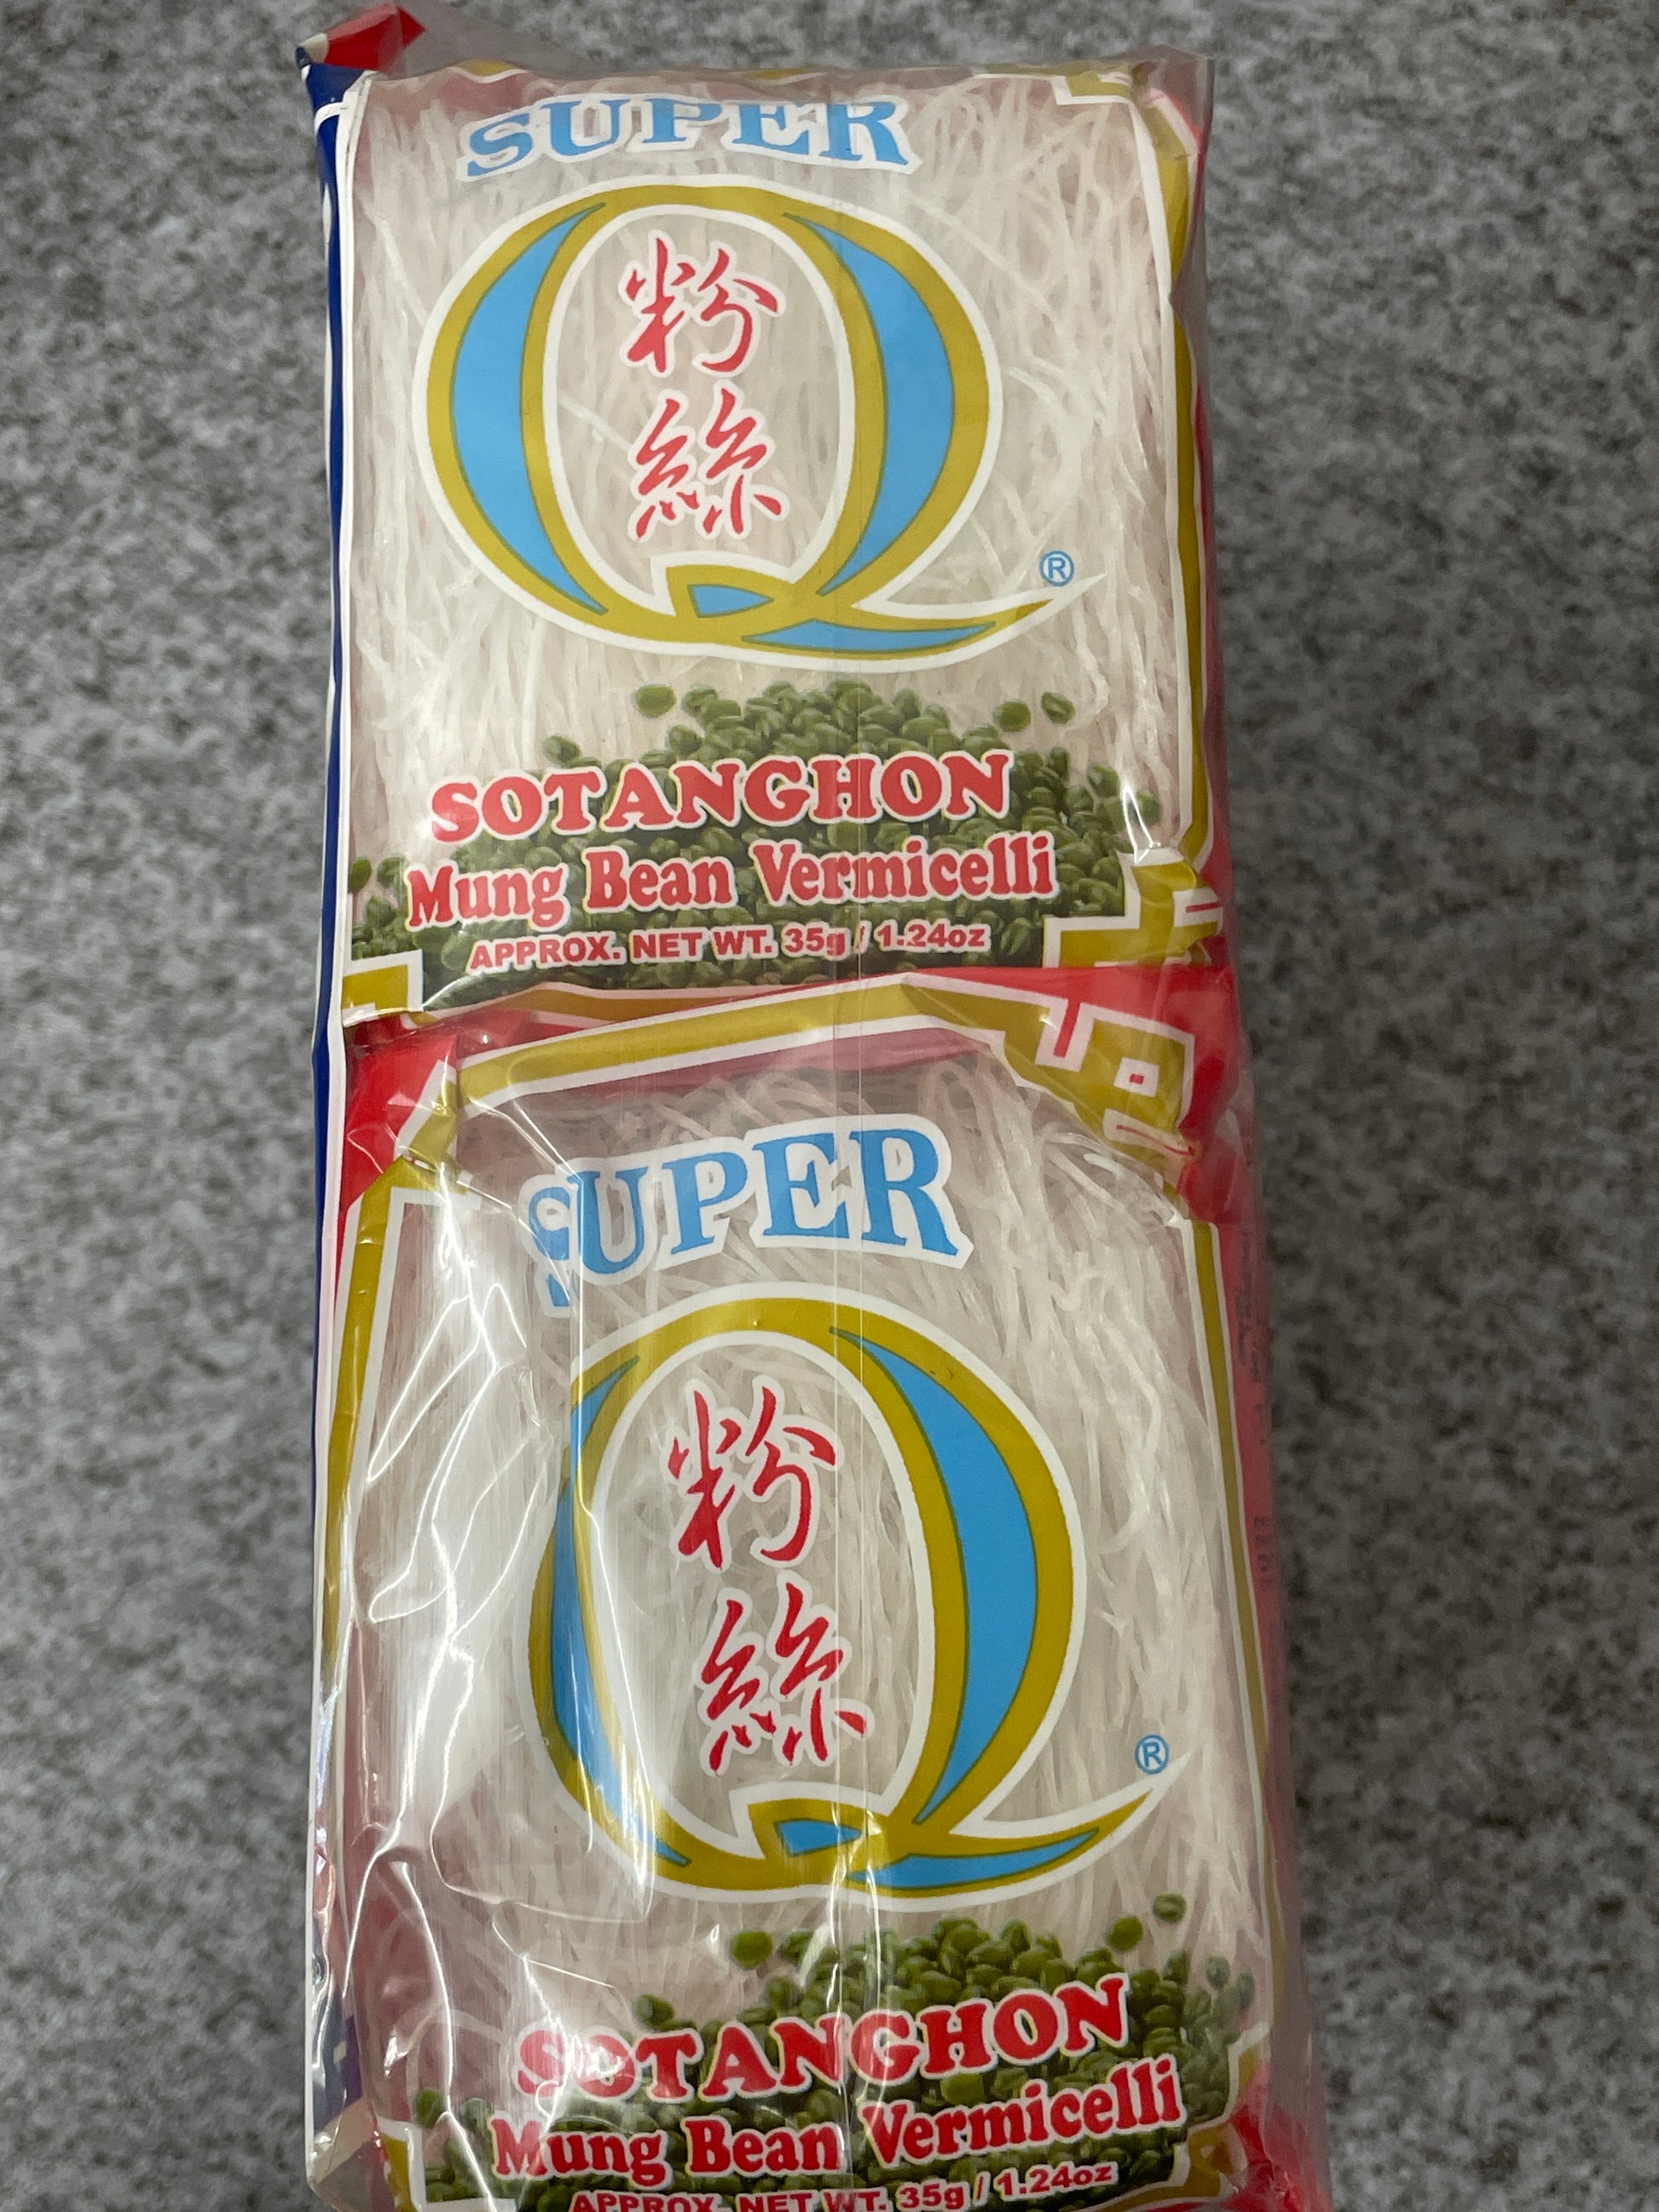 SUPER
Q
粉
絲
®
SOTANGHON
Mung Bean Vermicelli
APPROX. NET WT. 35g / 1.24oz
SUPER
Q
粉
絲
®
SOTANGHON
Mung Bean Vermicelli
APPROX. NET WT. 35g / 1.24oz